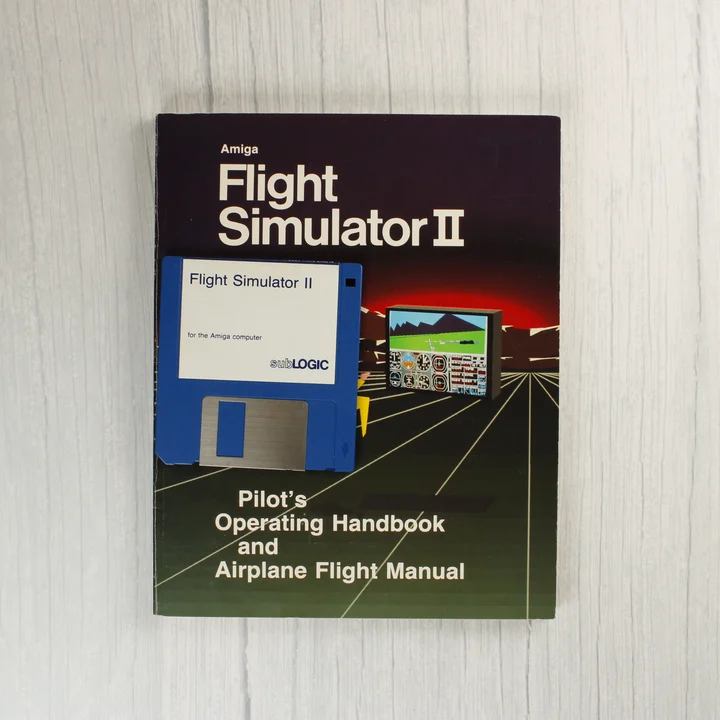 Amiga
Flight
Simulator II
Flight Simulator II
for the Amiga computer
subLOGIC
Pilot's
Operating Handbook
and
Airplane Flight Manual